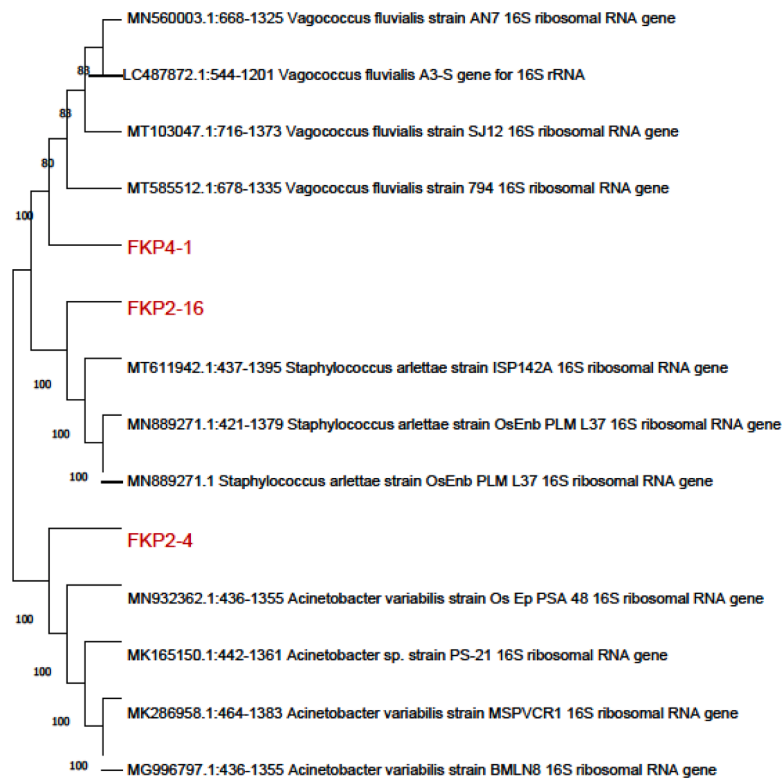 MN560003.1:668-1325 Vagococcus fluvialis strain AN7 16S ribosomal RNA gene
83
LC487872.1:544-1201 Vagococcus fluvialis A3-S gene for 16S rRNA
83
MT103047.1:716-1373 Vagococcus fluvialis strain SJ12 16S ribosomal RNA gene
80
MT585512.1:678-1335 Vagococcus fluvialis strain 794 16S ribosomal RNA gene
100
FKP4-1
FKP2-16
MT611942.1:437-1395 Staphylococcus arlettae strain ISP142A 16S ribosomal RNA gene
100
MN889271.1:421-1379 Staphylococcus arlettae strain OsEnb PLM L37 16S ribosomal RNA gene
100
100
MN889271.1 Staphylococcus arlettae strain OsEnb PLM L37 16S ribosomal RNA gene
FKP2-4
MN932362.1:436-1355 Acinetobacter variabilis strain Os Ep PSA 48 16S ribosomal RNA gene
100
MK165150.1:442-1361 Acinetobacter sp. strain PS-21 16S ribosomal RNA gene
100
MK286958.1:464-1383 Acinetobacter variabilis strain MSPVCR1 16S ribosomal RNA gene
100
100
MG996797.1:436-1355 Acinetobacter variabilis strain BMLN8 16S ribosomal RNA gene